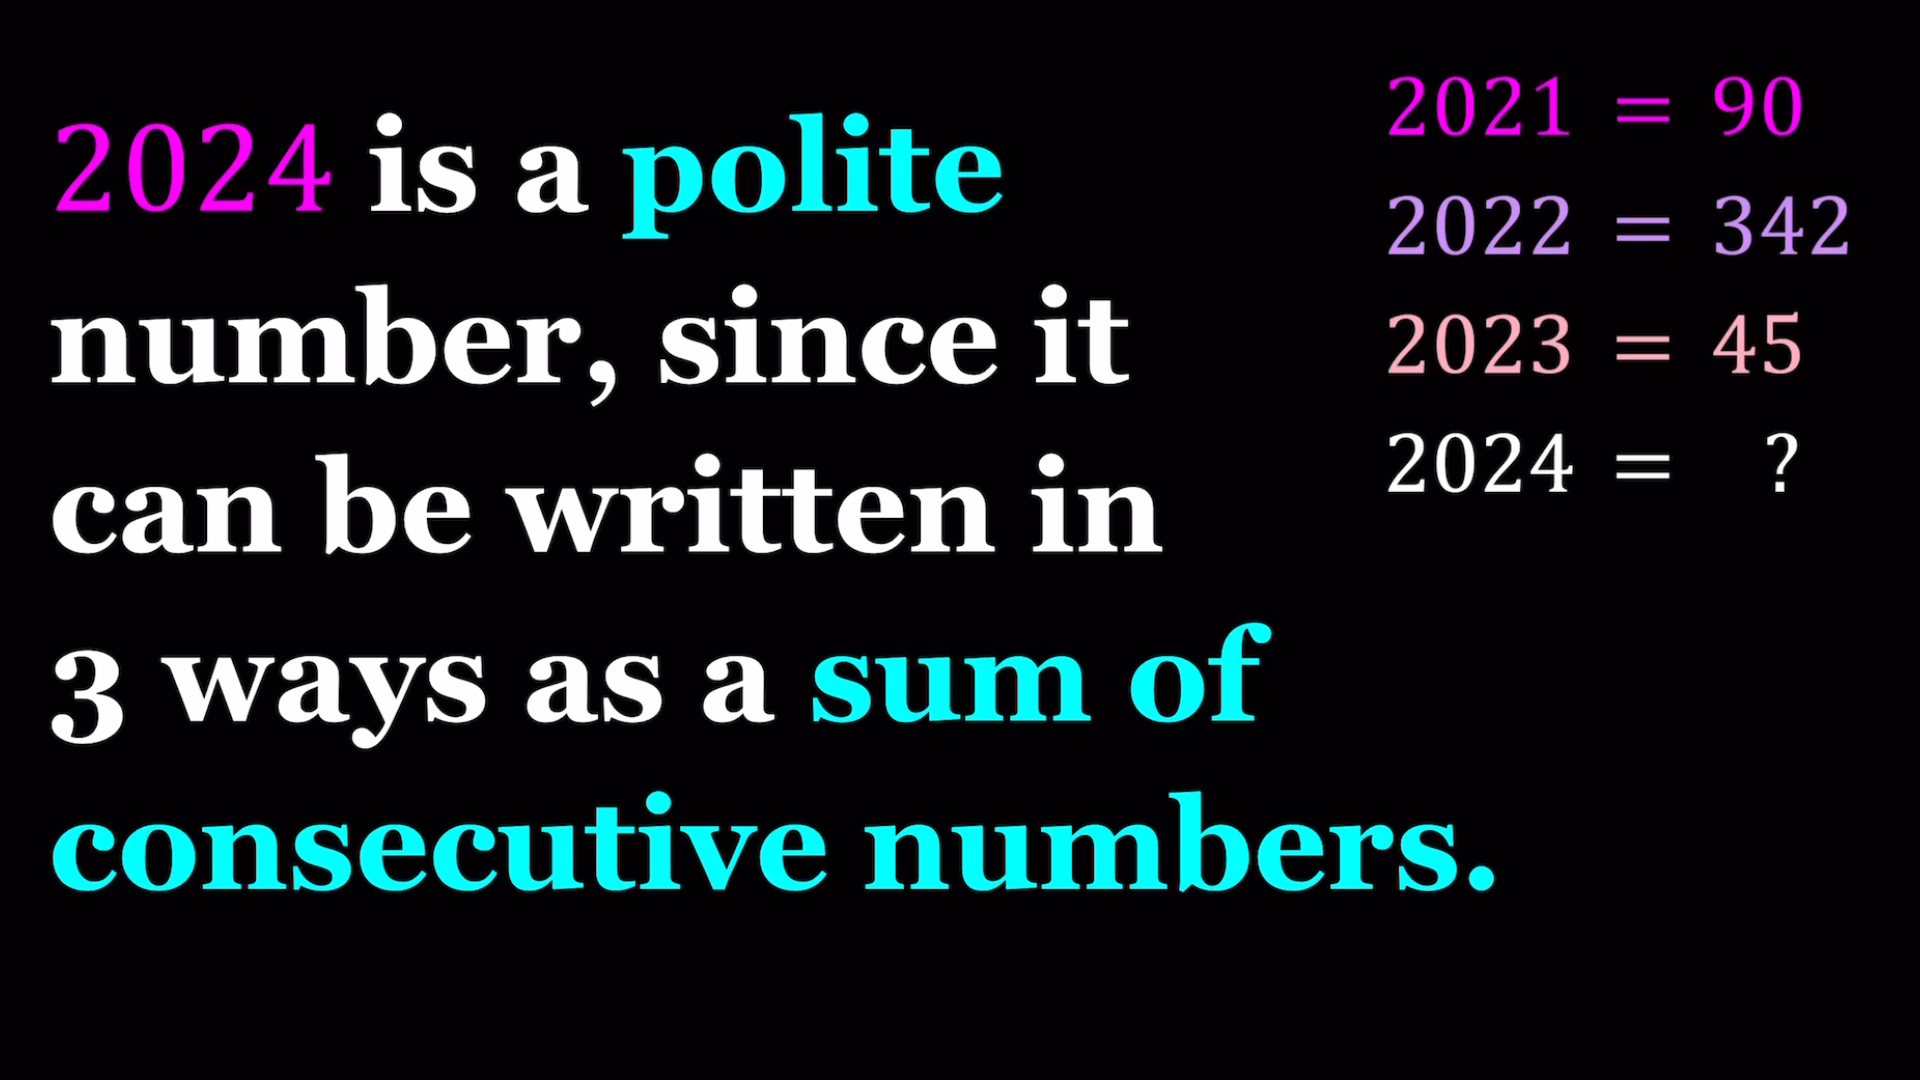 2024 is a polite
number, since it
can be written in
3 ways as a sum of
consecutive numbers.
2021 = 90
2022 = 342
2023 = 45
2024 = ?